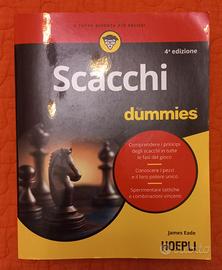 4ª edizione
Scacchi
for
dummies
Comprendere i principi
degli scacchi in tutte
le fasi del gioco
Conoscere i pezzi
e il loro potere unico
Sperimentare tattiche
e combinazioni vincenti
James Eade
HOEPLI